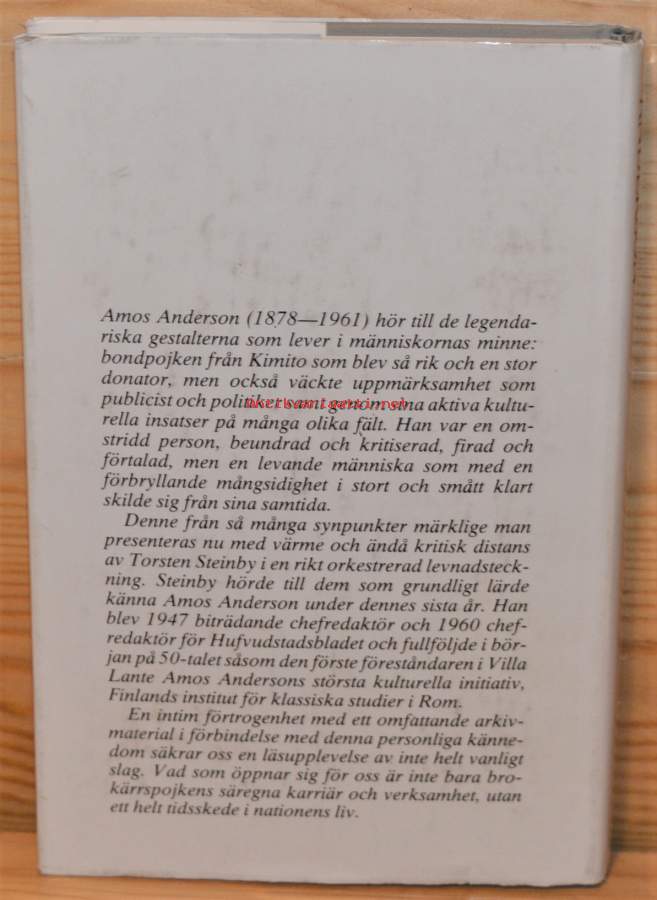 Amos Anderson (1878—1961) hör till de legenda-
riska gestalterna som lever i människornas minne:
bondpojken från Kimito som blev så rik och en stor
donator, men också väckte uppmärksamhet som
publicist och politiker samt genom sina aktiva kultu-
rella insatser på många olika fält. Han var en om-
stridd person, beundrad och kritiserad, firad och
förtalad, men en levande människa som med en
förbryllande mångsidighet i stort och smått klart
skilde sig från sina samtida.
Denne från så många synpunkter märklige man
presenteras nu med värme och ändå kritisk distans
av Torsten Steinby i en rikt orkestrerad levnadsteck-
ning. Steinby hörde till dem som grundligt lärde
känna Amos Anderson under dennes sista år. Han
blev 1947 biträdande chefredaktör och 1960 chef-
redaktör för Hufvudstadsbladet och fullföljde i bör-
jan på 50-talet såsom den förste föreståndaren i Villa
Lante Amos Andersons största kulturella initiativ,
Finlands institut för klassiska studier i Rom.
En intim förtrogenhet med ett omfattande arkiv-
material i förbindelse med denna personliga känne-
dom säkrar oss en läsupplevelse av inte helt vanligt
slag. Vad som öppnar sig för oss är inte bara bro-
kärrspojkens säregna karriär och verksamhet, utan
ett helt tidsskede i nationens liv.